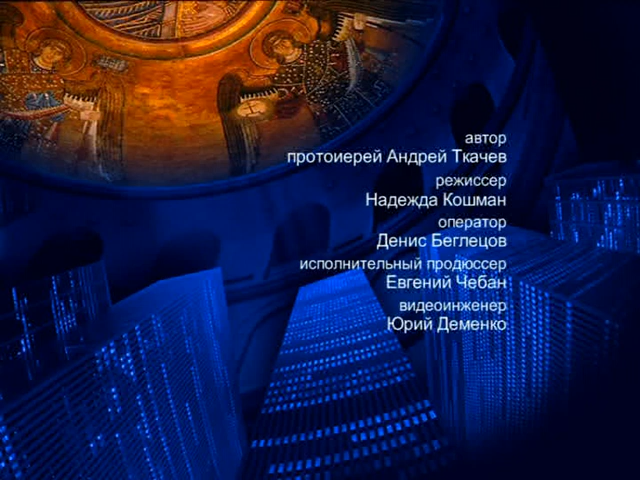 автор
протоиерей Андрей Ткачев
режиссер
Надежда Кошман
оператор
Денис Беглецов
исполнительный продюссер
Евгений Чебан
видеоинженер
Юрий Деменко